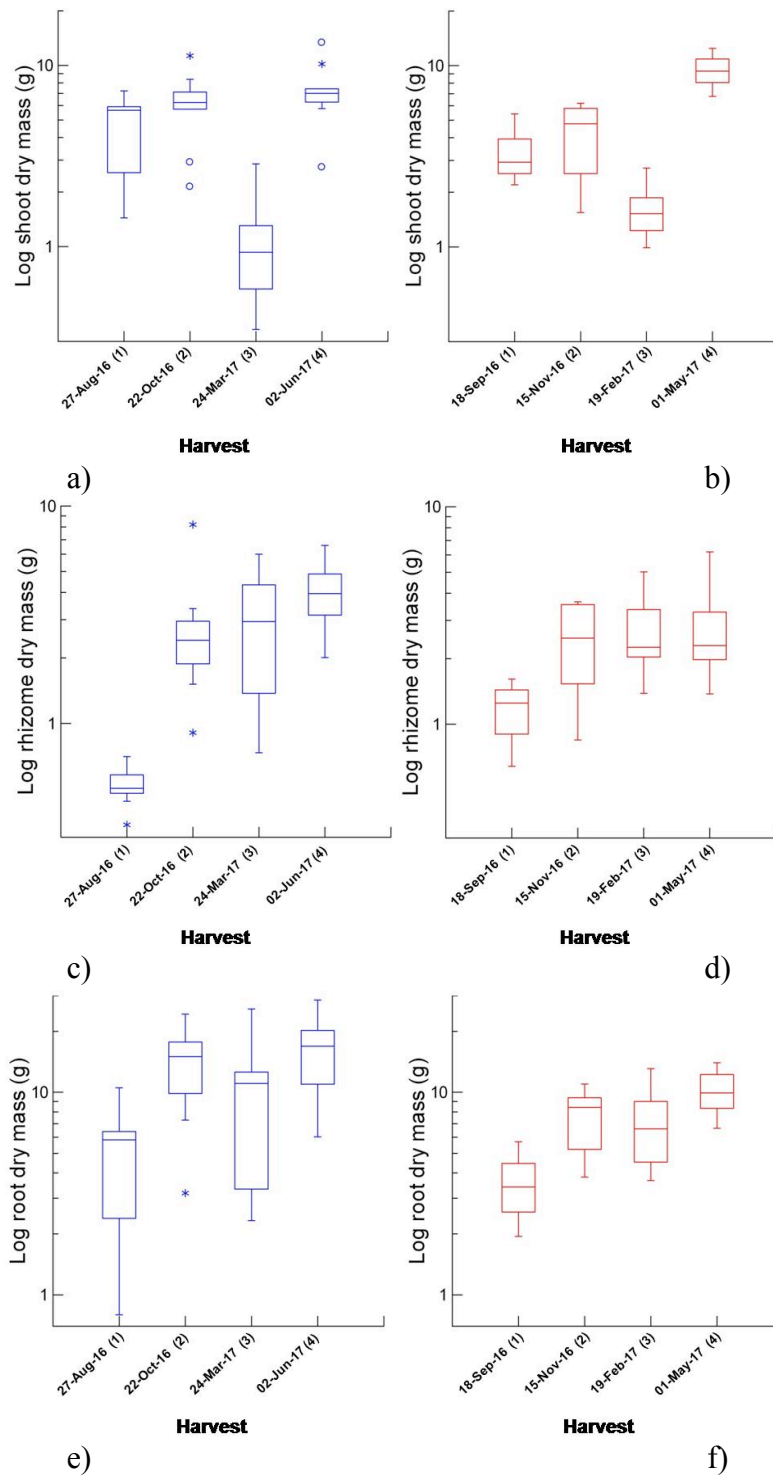 Log shoot dry mass (g)
10
1
27-Aug-16 (1)
22-Oct-16 (2)
24-Mar-17 (3)
02-Jun-17 (4)
Harvest
a)
Log shoot dry mass (g)
10
1
18-Sep-16 (1)
15-Nov-16 (2)
19-Feb-17 (3)
01-May-17 (4)
Harvest
b)
Log rhizome dry mass (g)
10
1
27-Aug-16 (1)
22-Oct-16 (2)
24-Mar-17 (3)
02-Jun-17 (4)
Harvest
c)
Log rhizome dry mass (g)
10
1
18-Sep-16 (1)
15-Nov-16 (2)
19-Feb-17 (3)
01-May-17 (4)
Harvest
d)
Log root dry mass (g)
10
1
27-Aug-16 (1)
22-Oct-16 (2)
24-Mar-17 (3)
02-Jun-17 (4)
Harvest
e)
Log root dry mass (g)
10
1
18-Sep-16 (1)
15-Nov-16 (2)
19-Feb-17 (3)
01-May-17 (4)
Harvest
f)